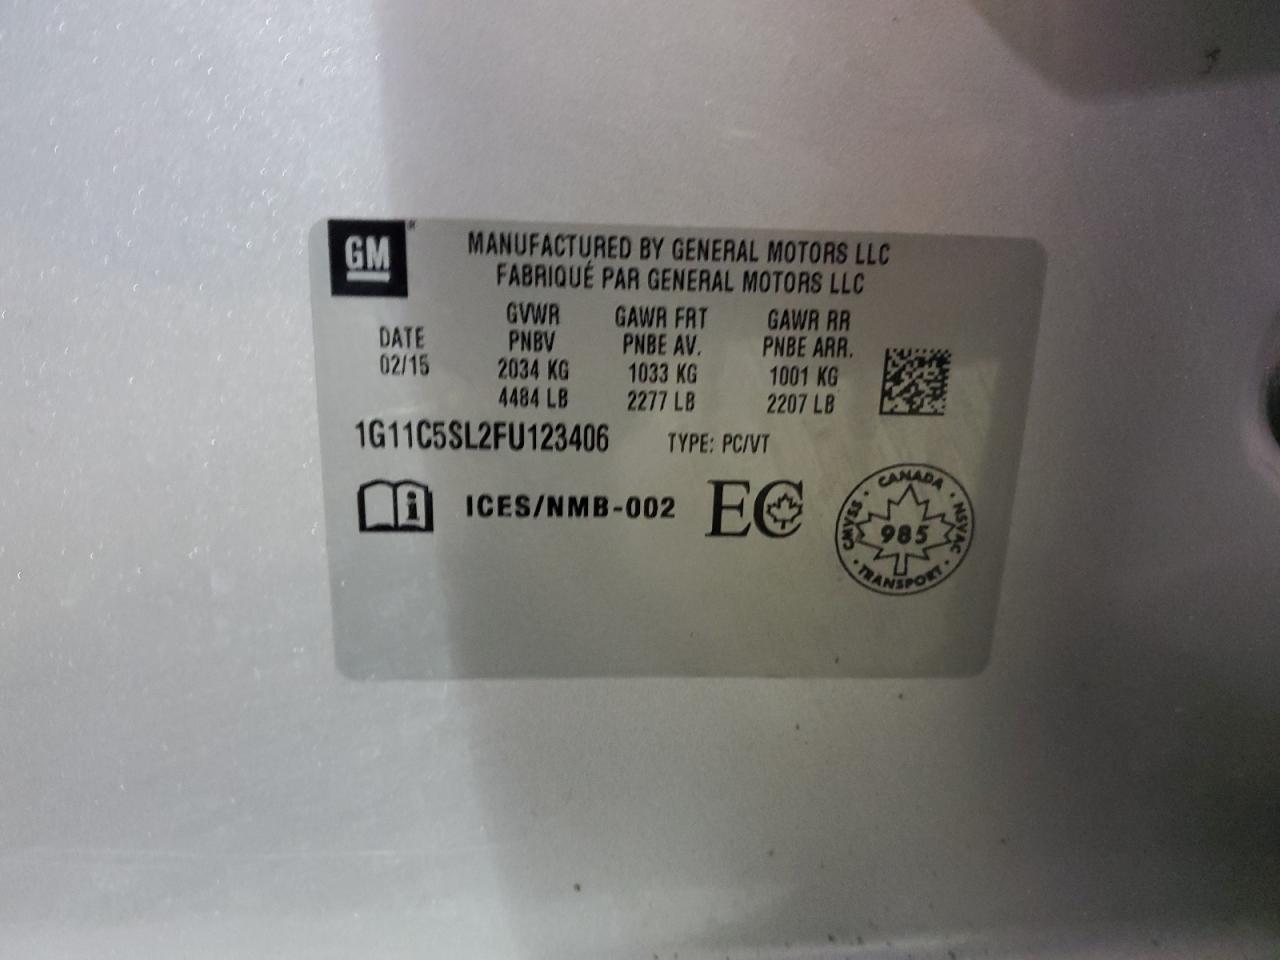 GM
MANUFACTURED BY GENERAL MOTORS LLC
FABRIQUÉ PAR GENERAL MOTORS LLC
DATE
02/15
GVWR
PNBV
2034 KG
4484 LB
GAWR FRT
PNBE AV.
1033 KG
2277 LB
GAWR RR
PNBE ARR.
1001 KG
2207 LB
1G11C5SL2FU123406 TYPE: PC/VT
i ICES/NMB-002 EC
CANADA
CMVSS 985 NSVAC
TRANSPORT